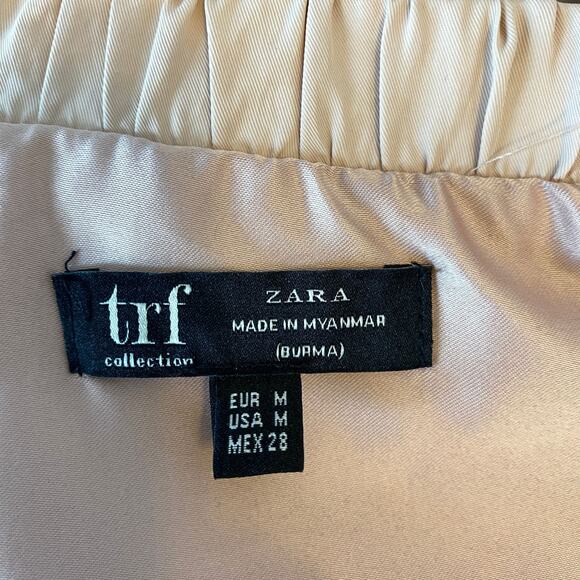 trf
collection
ZARA
MADE IN MYANMAR
(BURMA)
EUR M
USA M
MEX 28